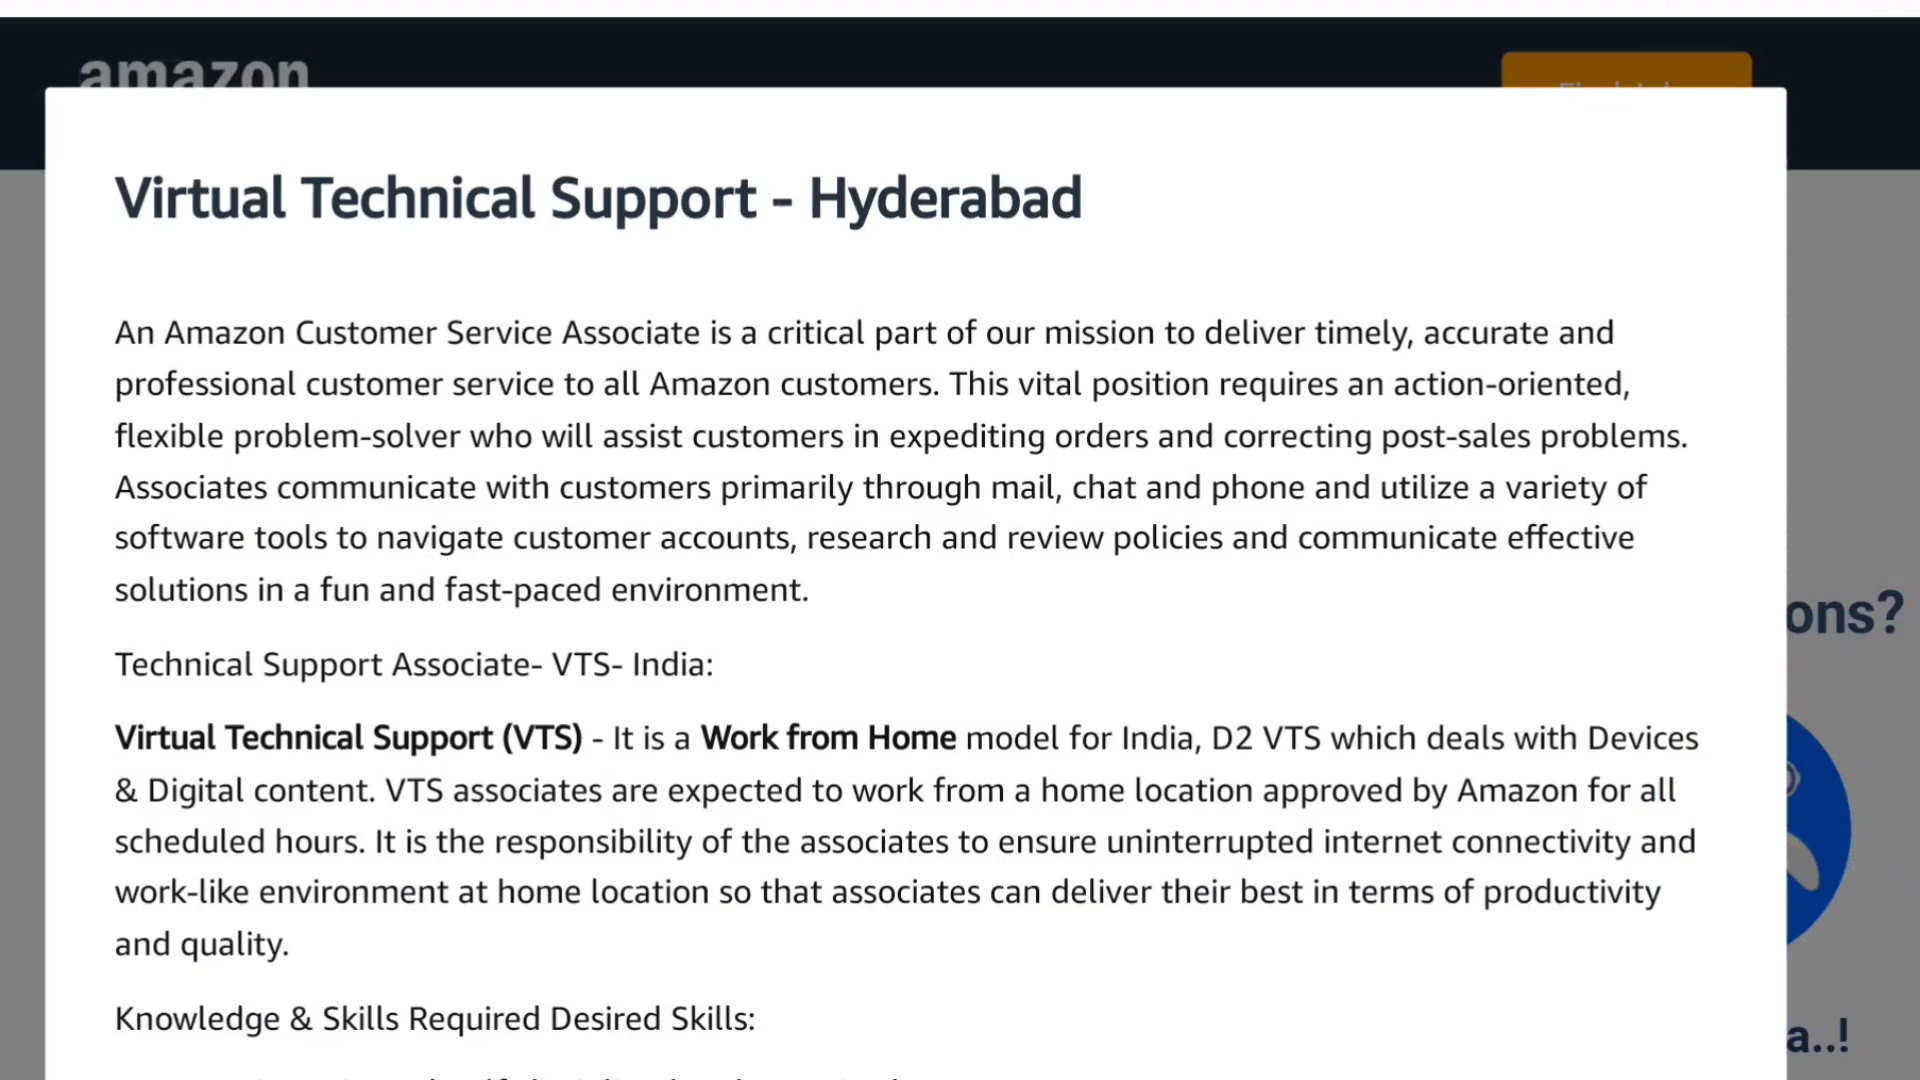 amazon
Virtual Technical Support - Hyderabad
An Amazon Customer Service Associate is a critical part of our mission to deliver timely, accurate and
professional customer service to all Amazon customers. This vital position requires an action-oriented,
flexible problem-solver who will assist customers in expediting orders and correcting post-sales problems.
Associates communicate with customers primarily through mail, chat and phone and utilize a variety of
software tools to navigate customer accounts, research and review policies and communicate effective
solutions in a fun and fast-paced environment.
ons?
Technical Support Associate- VTS- India:
Virtual Technical Support (VTS) - It is a Work from Home model for India, D2 VTS which deals with Devices
& Digital content. VTS associates are expected to work from a home location approved by Amazon for all
scheduled hours. It is the responsibility of the associates to ensure uninterrupted internet connectivity and
work-like environment at home location so that associates can deliver their best in terms of productivity
and quality.
Knowledge & Skills Required Desired Skills:
a..!